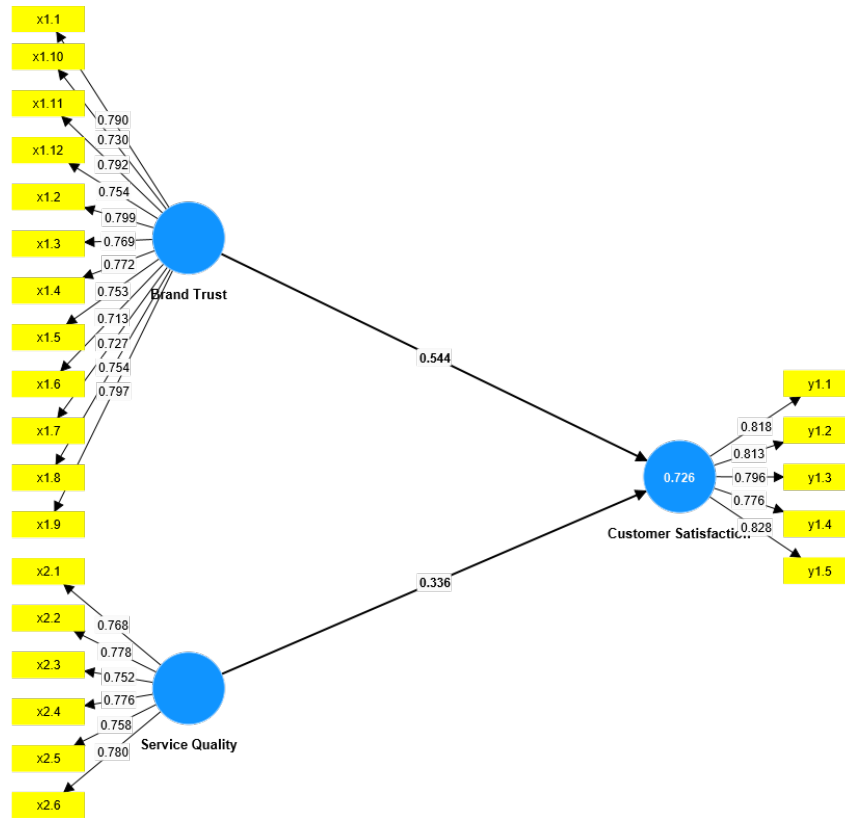 x1.1
x1.10
x1.11
x1.12
x1.2
x1.3
x1.4
x1.5
x1.6
x1.7
x1.8
x1.9
0.790
0.730
0.792
0.754
0.799
0.769
0.772
0.753
0.713
0.727
0.754
0.797
Brand Trust
x2.1
x2.2
x2.3
x2.4
x2.5
x2.6
0.768
0.778
0.752
0.776
0.758
0.780
Service Quality
0.544
0.336
0.726
Customer Satisfaction
0.818
0.813
0.796
0.776
0.828
y1.1
y1.2
y1.3
y1.4
y1.5